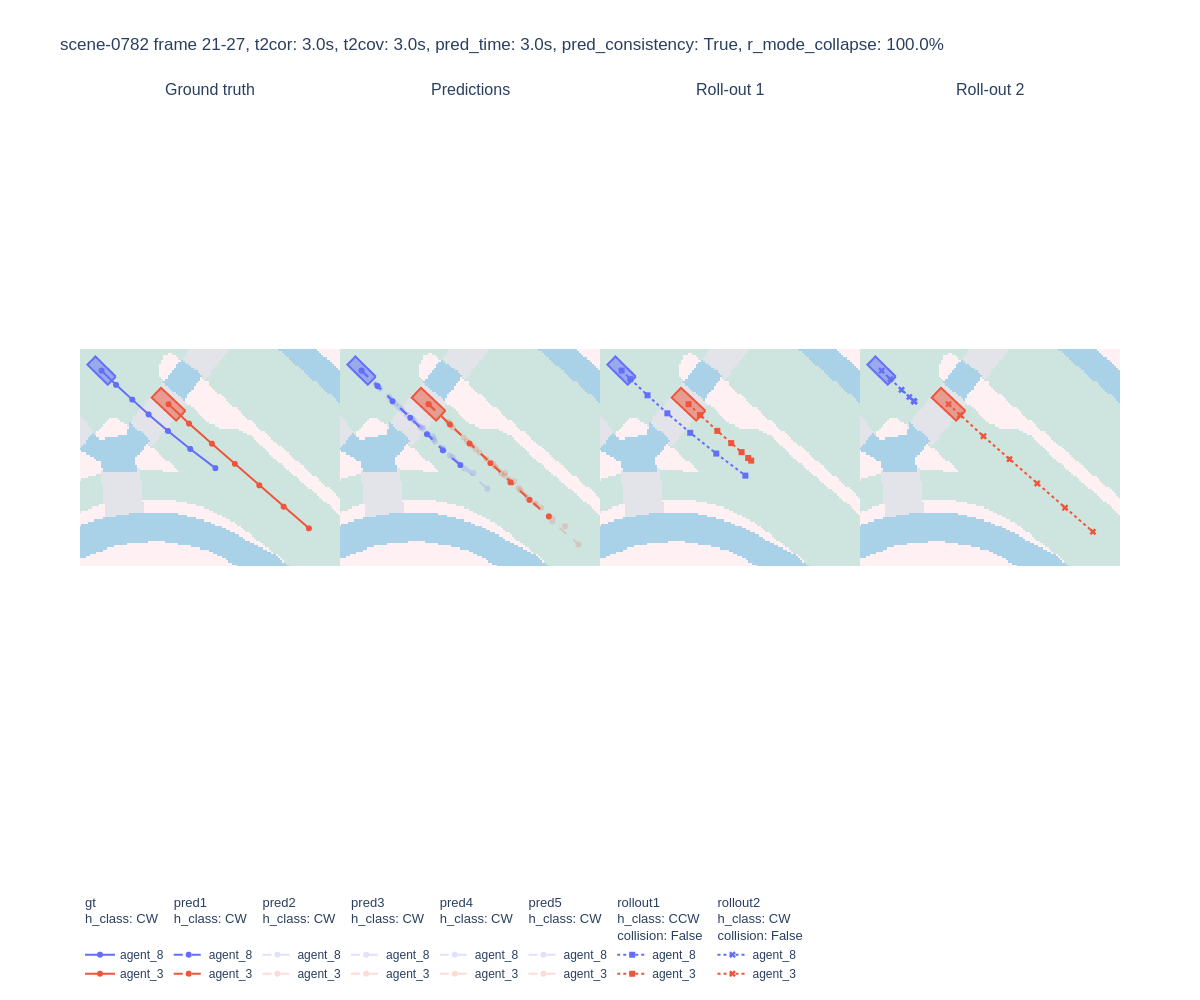 scene-0782 frame 21-27, t2cor: 3.0s, t2cov: 3.0s, pred_time: 3.0s, pred_consistency: True, r_mode_collapse: 100.0%
Ground truth Predictions Roll-out 1 Roll-out 2
gt pred1 pred2 pred3 pred4 pred5 rollout1 rollout2
h_class: CW h_class: CW h_class: CW h_class: CW h_class: CW h_class: CW h_class: CCW h_class: CW
collision: False collision: False
agent_8 agent_8 agent_8 agent_8 agent_8 agent_8 agent_8 agent_8
agent_3 agent_3 agent_3 agent_3 agent_3 agent_3 agent_3 agent_3